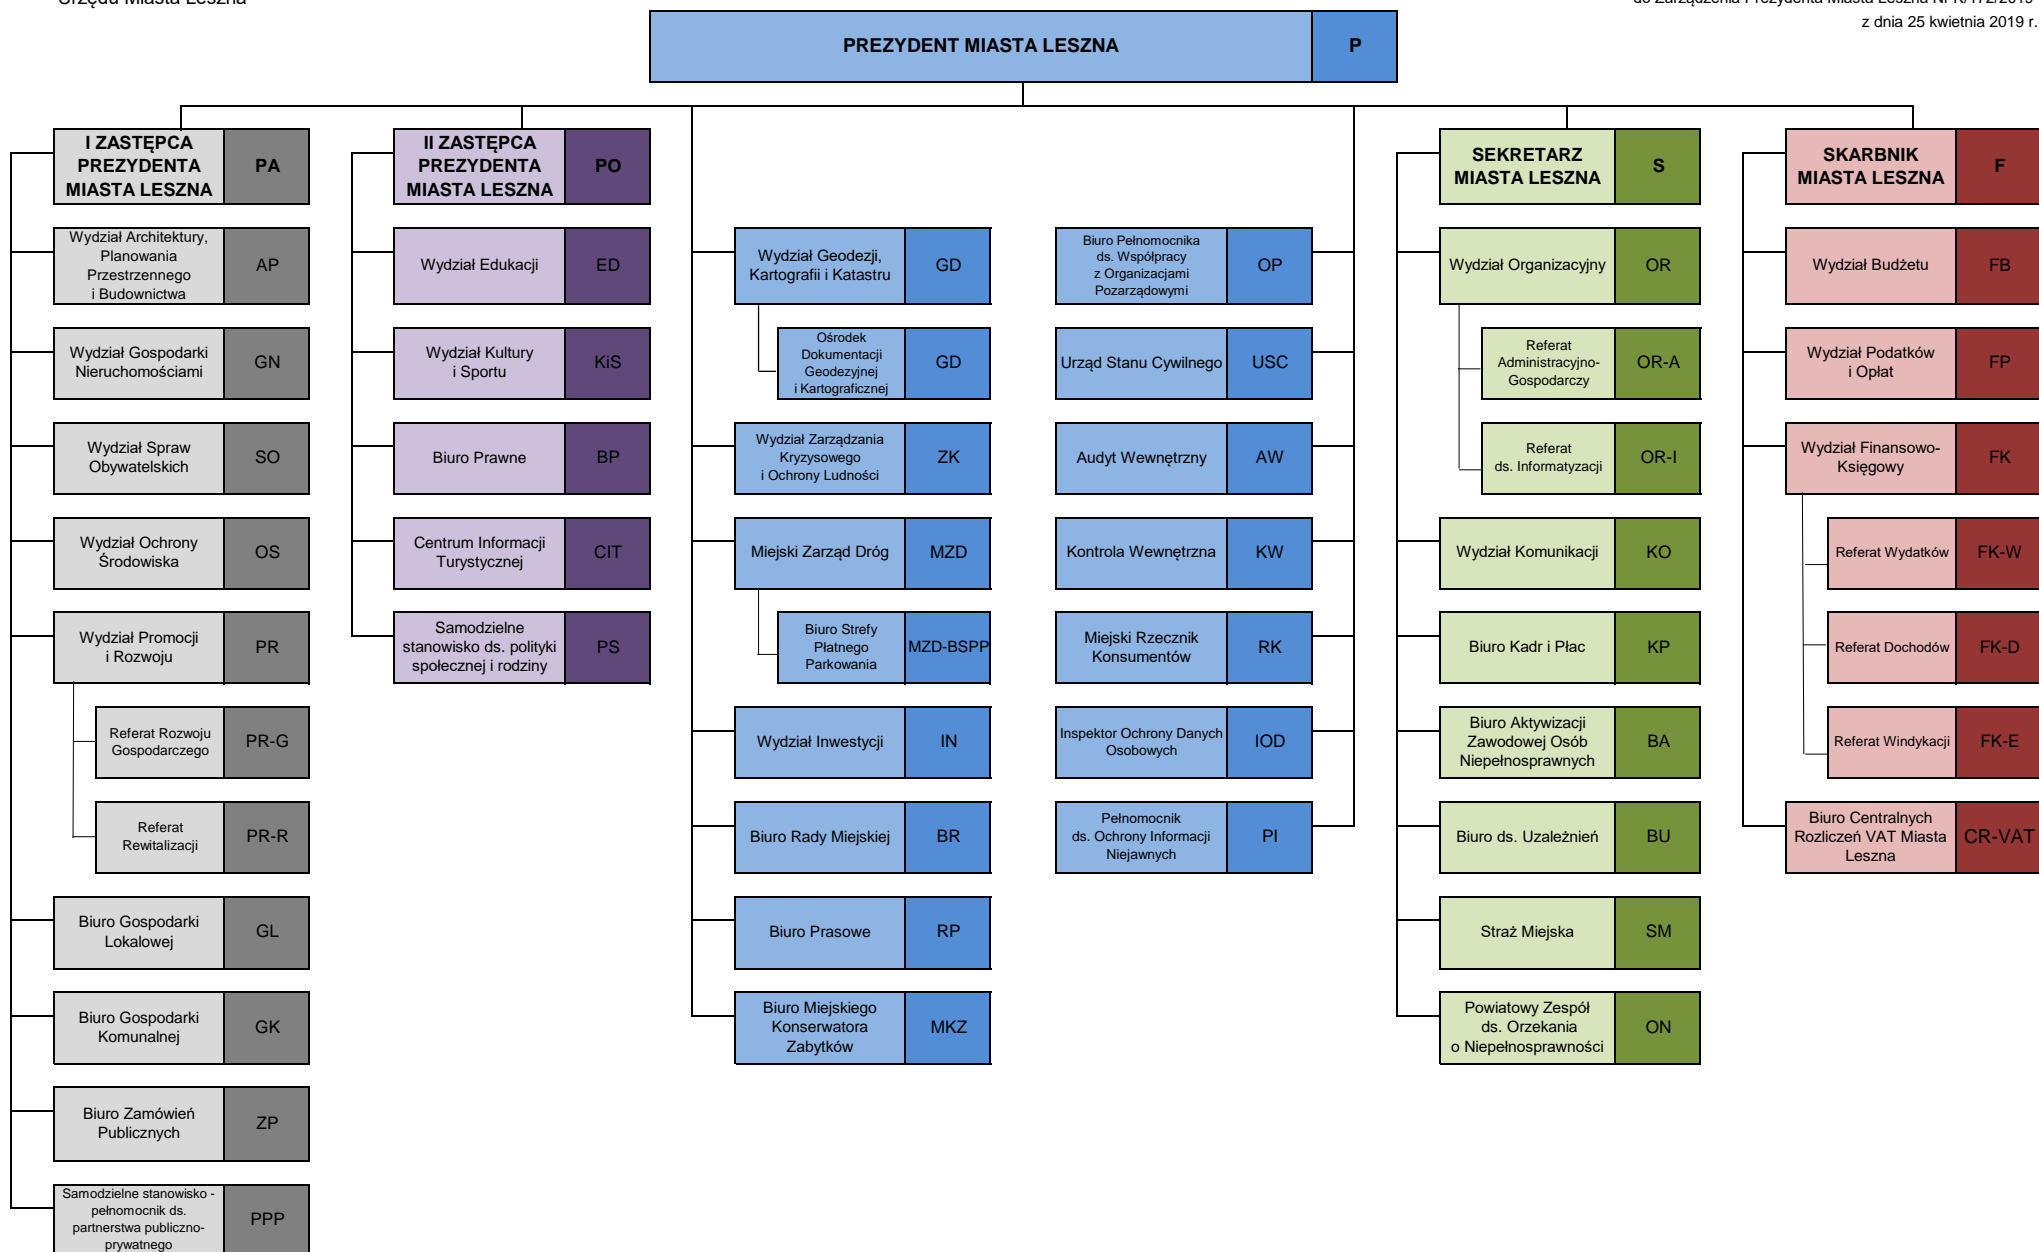 Urzędu Miasta Leszna
do Zarządzenia Prezydenta Miasta Leszna Nr K/172/2019
z dnia 25 kwietnia 2019 r.
PREZYDENT MIASTA LESZNA
P
I ZASTĘPCA
PREZYDENTA
MIASTA LESZNA
PA
Wydział Architektury,
Planowania
Przestrzennego
i Budownictwa
AP
Wydział Gospodarki
Nieruchomościami
GN
Wydział Spraw
Obywatelskich
SO
Wydział Ochrony
Środowiska
OS
Wydział Promocji
i Rozwoju
PR
Referat Rozwoju
Gospodarczego
PR-G
Referat
Rewitalizacji
PR-R
Biuro Gospodarki
Lokalowej
GL
Biuro Gospodarki
Komunalnej
GK
Biuro Zamówień
Publicznych
ZP
Samodzielne stanowisko -
pełnomocnik ds.
partnerstwa publiczno-
prywatnego
PPP
II ZASTĘPCA
PREZYDENTA
MIASTA LESZNA
PO
Wydział Edukacji
ED
Wydział Kultury
i Sportu
KiS
Biuro Prawne
BP
Centrum Informacji
Turystycznej
CIT
Samodzielne
stanowisko ds. polityki
społecznej i rodziny
PS
Wydział Geodezji,
Kartografii i Katastru
GD
Ośrodek
Dokumentacji
Geodezyjnej
i Kartograficznej
GD
Wydział Zarządzania
Kryzysowego
i Ochrony Ludności
ZK
Miejski Zarząd Dróg
MZD
Biuro Strefy
Płatnego
Parkowania
MZD-BSPP
Wydział Inwestycji
IN
Biuro Rady Miejskiej
BR
Biuro Prasowe
RP
Biuro Miejskiego
Konserwatora
Zabytków
MKZ
Biuro Pełnomocnika
ds. Współpracy
z Organizacjami
Pozarządowymi
OP
Urząd Stanu Cywilnego
USC
Audyt Wewnętrzny
AW
Kontrola Wewnętrzna
KW
Miejski Rzecznik
Konsumentów
RK
Inspektor Ochrony Danych
Osobowych
IOD
Pełnomocnik
ds. Ochrony Informacji
Niejawnych
PI
SEKRETARZ
MIASTA LESZNA
S
Wydział Organizacyjny
OR
Referat
Administracyjno-
Gospodarczy
OR-A
Referat
ds. Informatyzacji
OR-I
Wydział Komunikacji
KO
Biuro Kadr i Płac
KP
Biuro Aktywizacji
Zawodowej Osób
Niepełnosprawnych
BA
Biuro ds. Uzależnień
BU
Straż Miejska
SM
Powiatowy Zespół
ds. Orzekania
o Niepełnosprawności
ON
SKARBNIK
MIASTA LESZNA
F
Wydział Budżetu
FB
Wydział Podatków
i Opłat
FP
Wydział Finansowo-
Księgowy
FK
Referat Wydatków
FK-W
Referat Dochodów
FK-D
Referat Windykacji
FK-E
Biuro Centralnych
Rozliczeń VAT Miasta
Leszna
CR-VAT